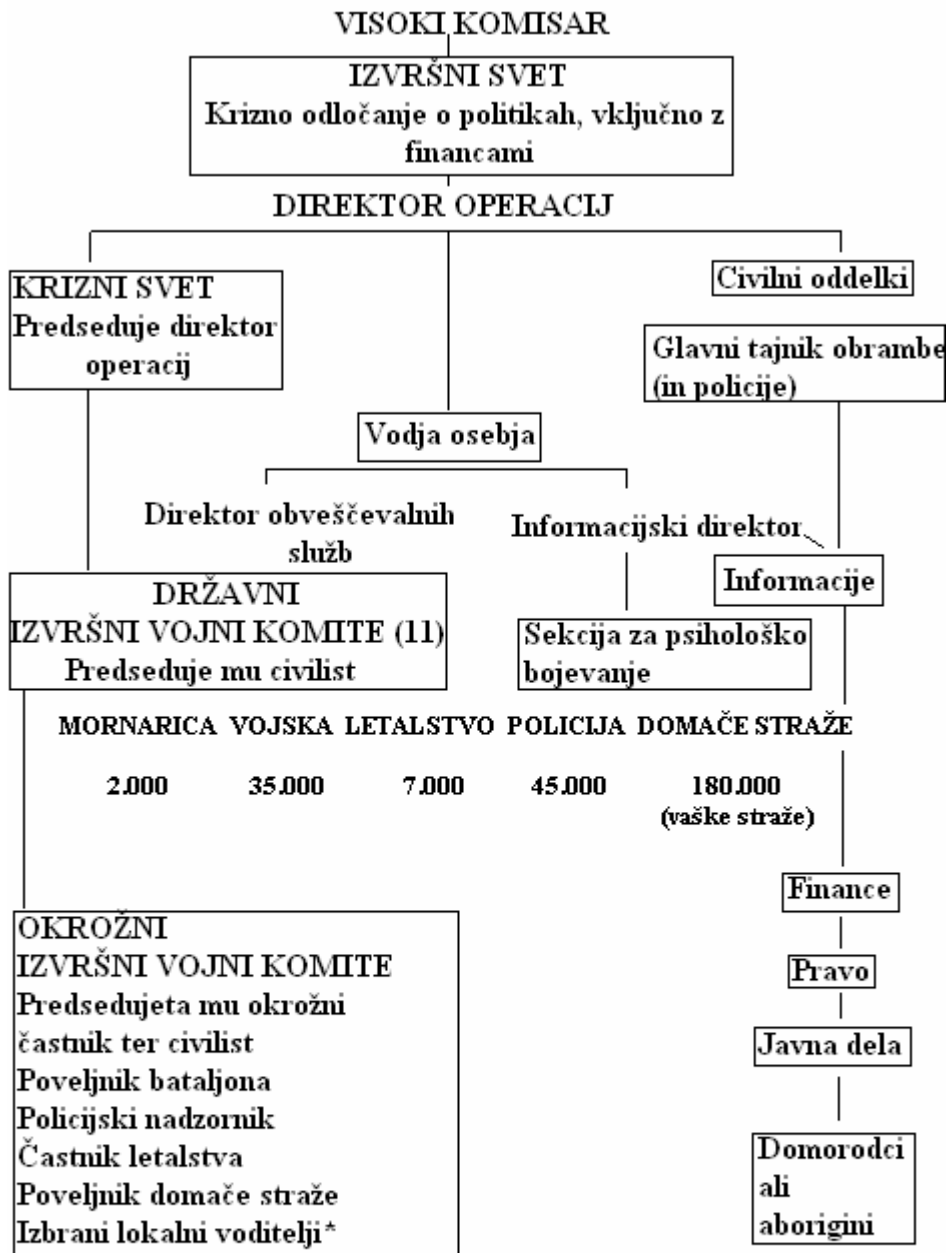 VISOKI KOMISAR
IZVRŠNI SVET
Krizno odločanje o politikah, vključno z
financami
DIREKTOR OPERACIJ
KRIZNI SVET
Predseduje direktor
operacij
Civilni oddelki
Glavni tajnik obrambe
(in policije)
Vodja osebja
Direktor obveščevalnih
služb
Informacijski direktor
Informacije
DRŽAVNI
IZVRŠNI VOJNI KOMITE (11)
Predseduje mu civilist
Sekcija za psihološko
bojevanje
MORNARICA VOJSKA LETALSTVO POLICIJA DOMAČE STRAŽE
2.000 35.000 7.000 45.000 180.000
(vaške straže)
OKROŽNI
IZVRŠNI VOJNI KOMITE
Predsedujeta mu okrožni
častnik ter civilist
Poveljnik bataljona
Policijski nadzornik
Častnik letalstva
Poveljnik domače straže
Izbrani lokalni voditelji*
Finance
Pravo
Javna dela
Domorodci
ali
aborigini